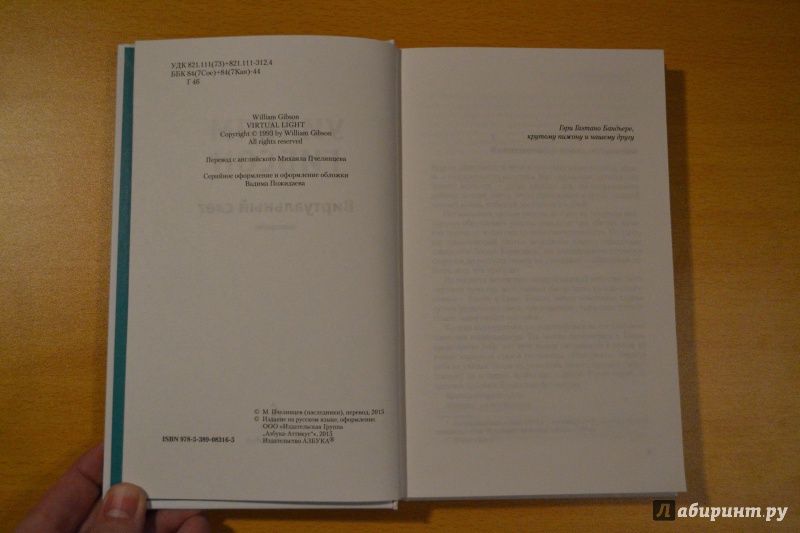 УДК 821.111(73)+821.111-312.4
ББК 84(7Сое)+84(7Кан)-44
Г 46
William Gibson
VIRTUAL LIGHT
Copyright © 1993 by William Gibson
All rights reserved
Перевод с английского Михаила Пчелинцева
Серийное оформление и оформление обложки
Вадима Пожидаева
© М. Пчелинцев (наследники), перевод, 2015
© Издание на русском языке, оформление.
ООО «Издательская Группа
„Азбука-Аттикус“», 2015
Издательство АЗБУКА®
ISBN 978-5-389-08316-5
Гэри Гаэтано Бандьере,
крутому пижону и нашему другу
Лабиринт.ру